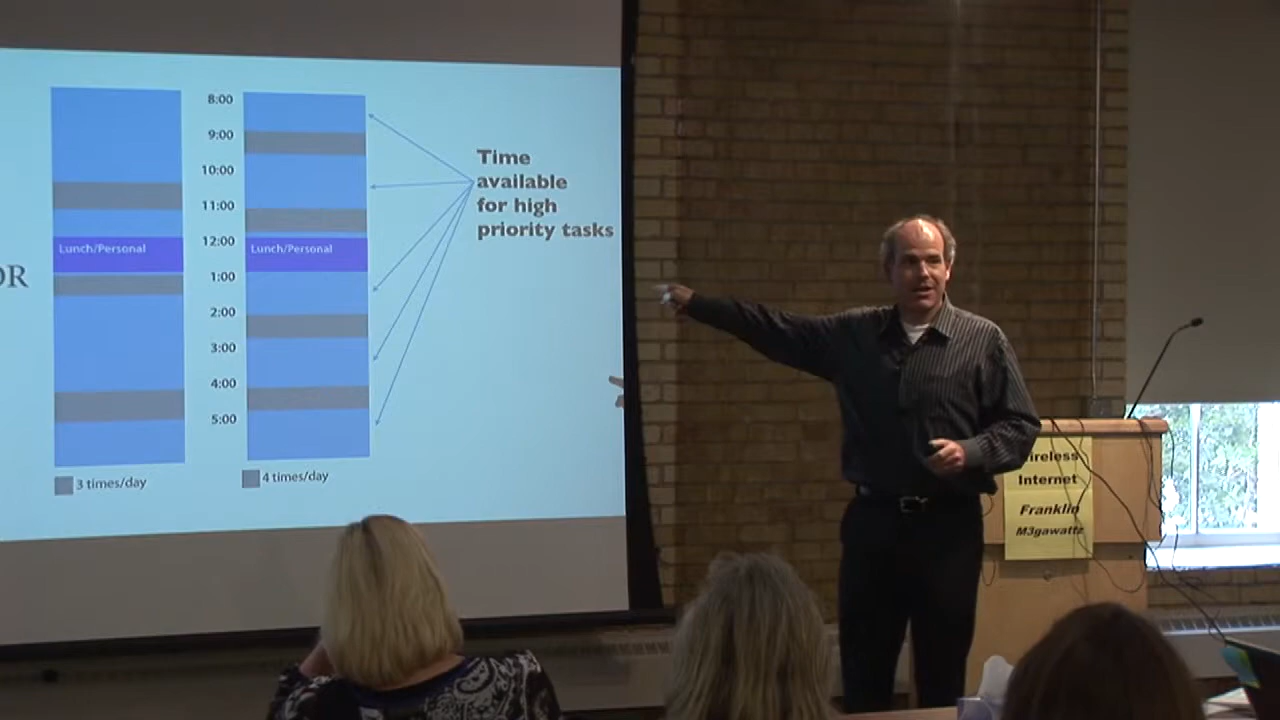 OR
Lunch/Personal
3 times/day
8:00
9:00
10:00
11:00
12:00
1:00
2:00
3:00
4:00
5:00
Lunch/Personal
4 times/day
Time
available
for high
priority tasks
ireless
Internet
Franklin
M3gawattz